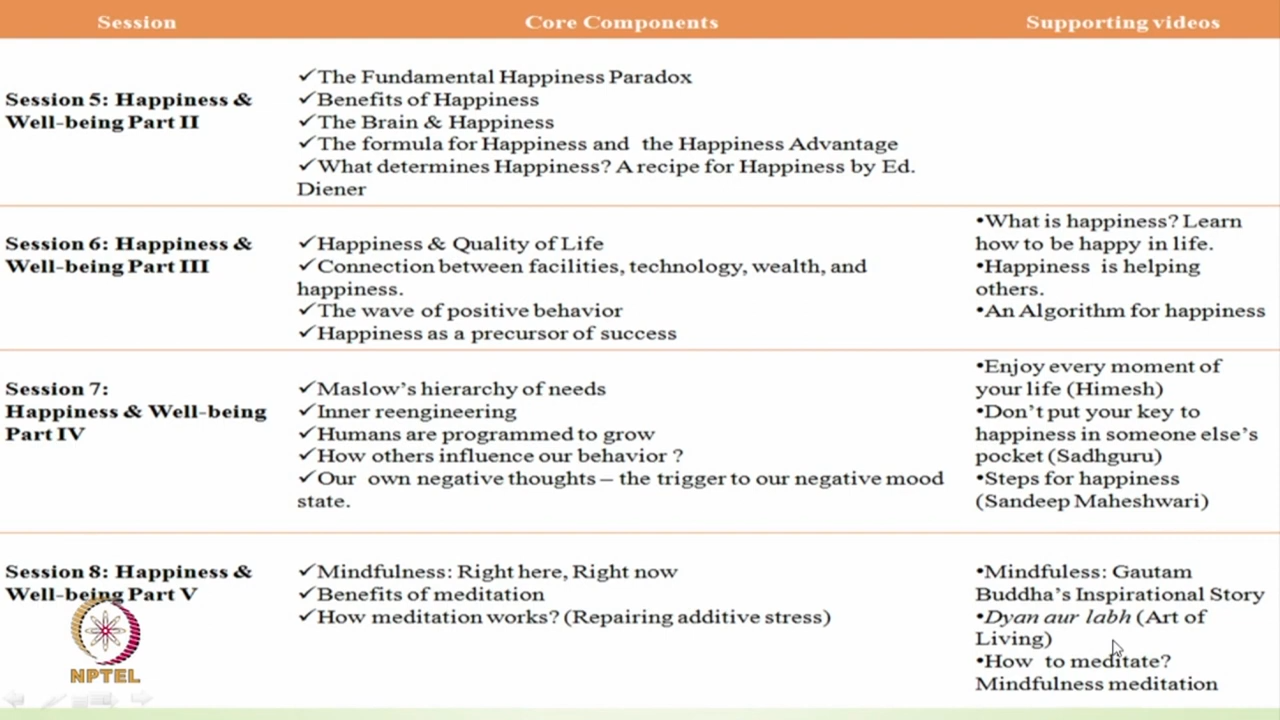 Session Core Components Supporting videos
Session 5: Happiness &
Well-being Part II
✓The Fundamental Happiness Paradox
✓Benefits of Happiness
✓The Brain & Happiness
✓The formula for Happiness and the Happiness Advantage
✓What determines Happiness? A recipe for Happiness by Ed.
Diener
Session 6: Happiness &
Well-being Part III
✓Happiness & Quality of Life
✓Connection between facilities, technology, wealth, and
happiness.
✓The wave of positive behavior
✓Happiness as a precursor of success
•What is happiness? Learn
how to be happy in life.
•Happiness is helping
others.
•An Algorithm for happiness
Session 7:
Happiness & Well-being
Part IV
✓Maslow's hierarchy of needs
✓Inner reengineering
✓Humans are programmed to grow
✓How others influence our behavior ?
✓Our own negative thoughts – the trigger to our negative mood
state.
•Enjoy every moment of
your life (Himesh)
•Don't put your key to
happiness in someone else's
pocket (Sadhguru)
•Steps for happiness
(Sandeep Maheshwari)
Session 8: Happiness &
Well-being Part V
✓Mindfulness: Right here, Right now
✓Benefits of meditation
✓How meditation works? (Repairing additive stress)
•Mindfuless: Gautam
Buddha's Inspirational Story
•Dyan aur labh (Art of
Living)
•How to meditate?
Mindfulness meditation
NPTEL